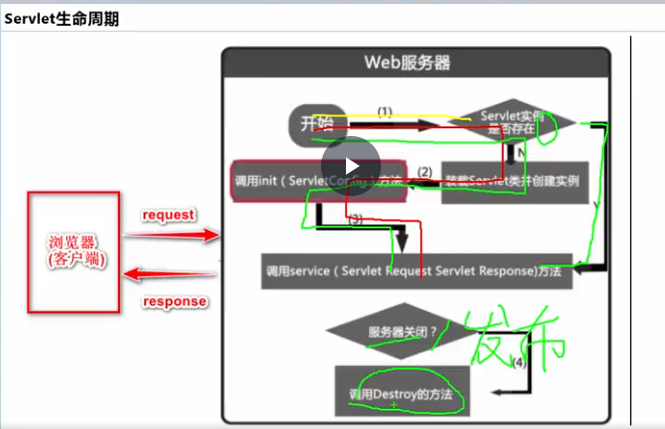 Servlet生命周期
Web服务器
开始
(1)
Servlet实例
是否存在
N
Y
调用init（ServletConfig）方法
(2)
装载Servlet类并创建实例
request
浏览器
(客户端)
response
(3)
调用service（Servlet Request Servlet Response)方法
服务器关闭？
发布
(4)
调用Destroy的方法